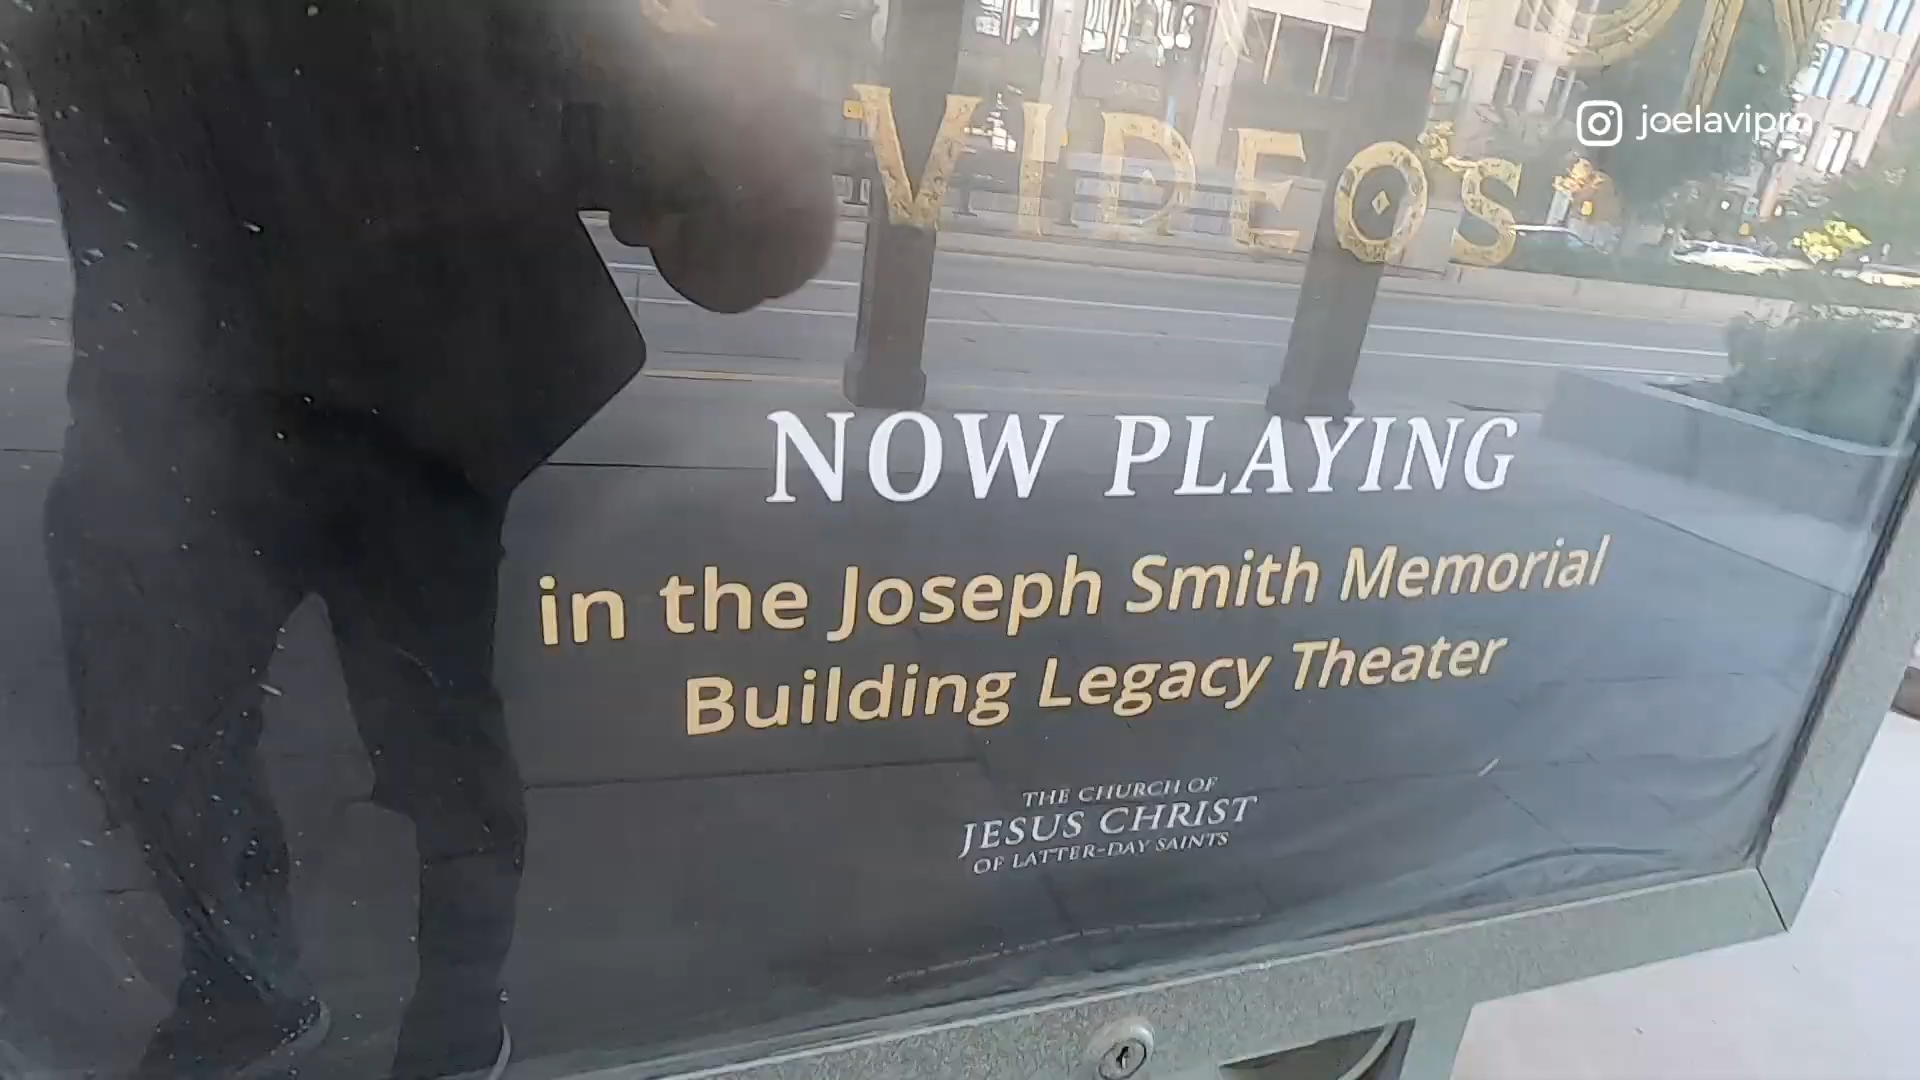 joelavipro
VIDEOS
NOW PLAYING
in the Joseph Smith Memorial
Building Legacy Theater
THE CHURCH OF
JESUS CHRIST
OF LATTER-DAY SAINTS